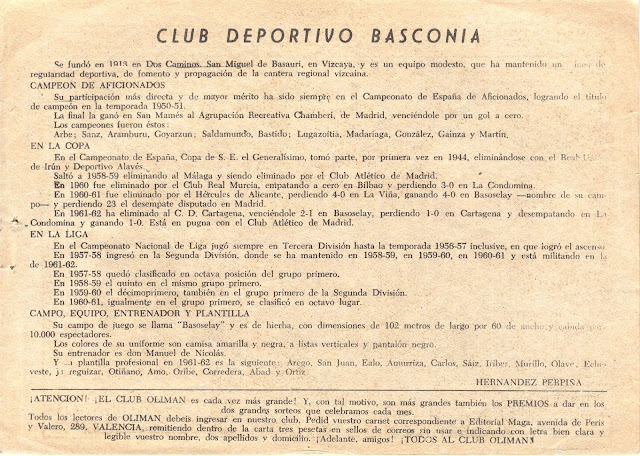 CLUB DEPORTIVO BASCONIA
Se fundó en 1913 en Dos Caminos, San Miguel de Basauri, en Vizcaya, y es un equipo modesto, que ha mantenido un de
regularidad deportiva, de fomento y propagación de la cantera regional vizcaína.
CAMPEON DE AFICIONADOS
Su participación más directa y de mayor mérito ha sido siempre en el Campeonato de España de Aficionados, logrando el título
de campeón en la temporada 1950-51.
La final la ganó en San Mamés al Agrupación Recreativa Chamberí, de Madrid, venciéndole por un gol a cero.
Los campeones fueron éstos:
Arbe; Sanz, Aramburu, Goyarzun; Saldamundo, Bastido; Lugazoitia, Madariaga, González, Gainza y Martín.
EN LA COPA
En el Campeonato de España, Copa de S. E. el Generalísimo, tomó parte, por primera vez en 1944, eliminándose con el Real
de Irún y Deportivo Alavés.
Saltó a 1958-59 eliminando al Málaga y siendo eliminado por el Club Atlético de Madrid.
En 1960 fue eliminado por el Club Real Murcia, empatando a cero en Bilbao y perdiendo 3-0 en La Condomina.
En 1960-61 fue eliminado por el Hércules de Alicante, perdiendo 4-0 en La Viña, ganando 4-0 en Basoselay —nombre de su cam-
po— y perdiendo 23 el desempate disputado en Madrid.
En 1961-62 ha eliminado al C. D. Cartagena, venciéndole 2-1 en Basoselay, perdiendo 1-0 en Cartagena y desempatando en La
Condomina y ganando 1-0. Está en pugna con el Club Atlético de Madrid.
EN LA LIGA
En el Campeonato Nacional de Liga jugó siempre en Tercera División hasta la temporada 1956-57 inclusive, en que logró el ascenso
En 1957-58 ingresó en la Segunda División, donde se ha mantenido en 1958-59, en 1959-60, en 1960-61 y está militando en la
de 1961-62.
En 1957-58 quedó clasificado en octava posición del grupo primero.
En 1958-59 el quinto en el mismo grupo primero.
En 1959-60 el décimoprimero, también en el grupo primero de la Segunda División.
En 1960-61, igualmente en el grupo primero, se clasificó en octavo lugar.
CAMPO, EQUIPO, ENTRENADOR Y PLANTILLA
Su campo de juego se llama "Basoselay" y es de hierba, con dimensiones de 102 metros de largo por 60 de ancho y
10.000 espectadores.
Los colores de su uniforme son camisa amarilla y negra, a listas verticales y pantalón negro.
Su entrenador es don Manuel de Nicolás.
Y plantilla profesional en 1961-62 es la siguiente: Arego, San Juan, Ealo, Amurriza, Carlos, Sáiz, Murillo, Olave, Eche-
veste, Otiñano, Amo, Oribe, Corredera, Abad y Ortiz
HERNANDEZ PERPIÑA
¡ATENCION! ¡EL CLUB OLIMAN es cada vez más grande! Y, con tal motivo, son más grandes también los PREMIOS a dar en los
dos grandes sorteos que celebramos cada mes.
Todos los lectores de OLIMAN debéis ingresar en nuestro club. Pedid vuestro carnet correspondiente a Editorial Maga, avenida de Peris
y Valero, 289, VALENCIA, remitiendo dentro de la carta tres pesetas en sellos de correos sin usar e indicando con letra bien clara y
legible vuestro nombre, dos apellidos y domicilio. ¡Adelante, amigos! ¡TODOS AL CLUB OLIMAN!